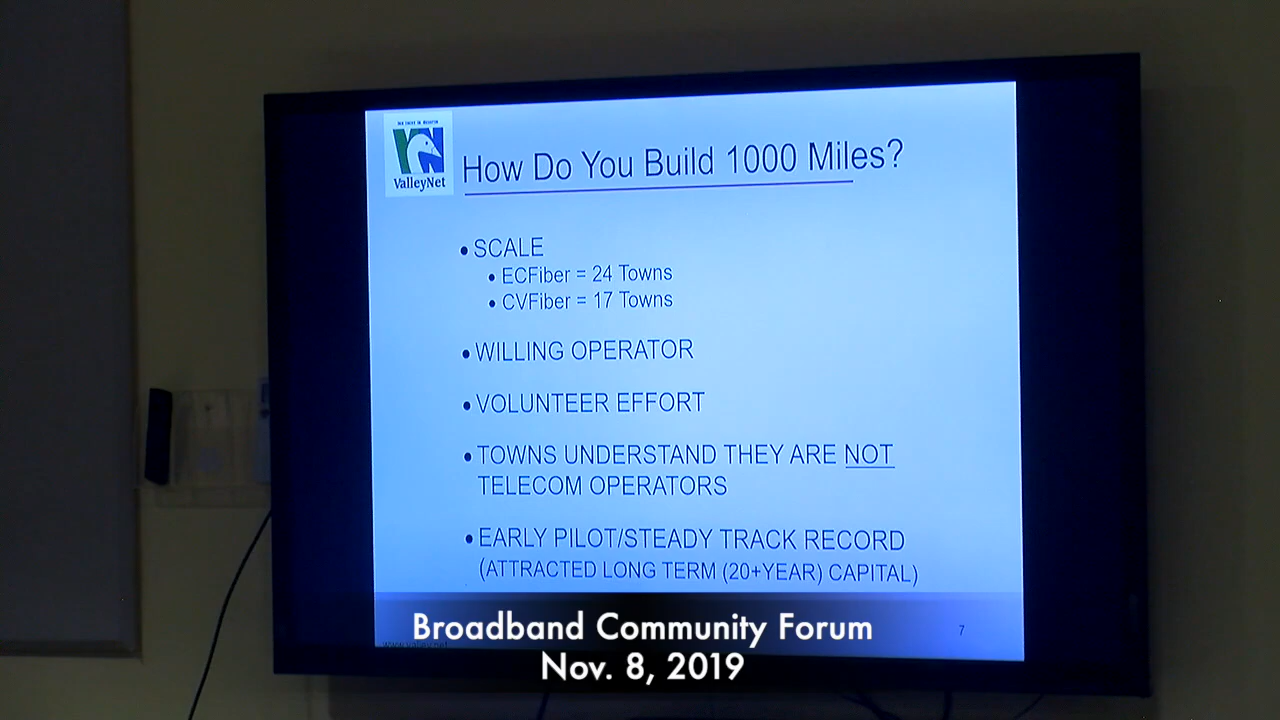 ValleyNet
How Do You Build 1000 Miles?
• SCALE
• ECFiber = 24 Towns
• CVFiber = 17 Towns
• WILLING OPERATOR
• VOLUNTEER EFFORT
• TOWNS UNDERSTAND THEY ARE NOT
TELECOM OPERATORS
• EARLY PILOT/STEADY TRACK RECORD
(ATTRACTED LONG TERM (20+YEAR) CAPITAL)
7
Broadband Community Forum
Nov. 8, 2019